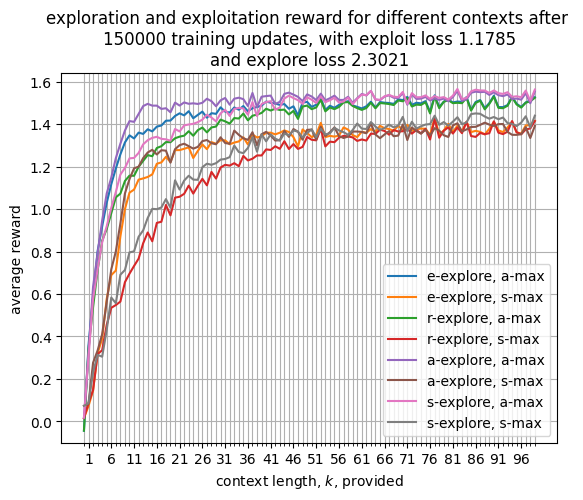 exploration and exploitation reward for different contexts after
150000 training updates, with exploit loss 1.1785
and explore loss 2.3021
1.6
1.4
1.2
1.0
0.8
0.6
0.4
0.2
0.0
average reward
e-explore, a-max
e-explore, s-max
r-explore, a-max
r-explore, s-max
a-explore, a-max
a-explore, s-max
s-explore, a-max
s-explore, s-max
1 6 11 16 21 26 31 36 41 46 51 56 61 66 71 76 81 86 91 96
context length, k, provided